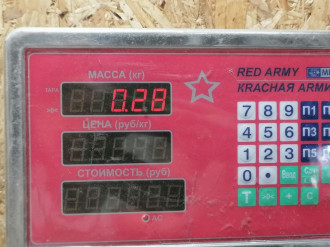 МАССА (кг)
RED ARMY
КРАСНАЯ АРМИ
0.28
ЦЕНА (руб/кг)
7 8 9 П1
4 5 6 П3
1 2 3 П5
0 •
СТОИМОСТЬ (руб)
T + C
AC